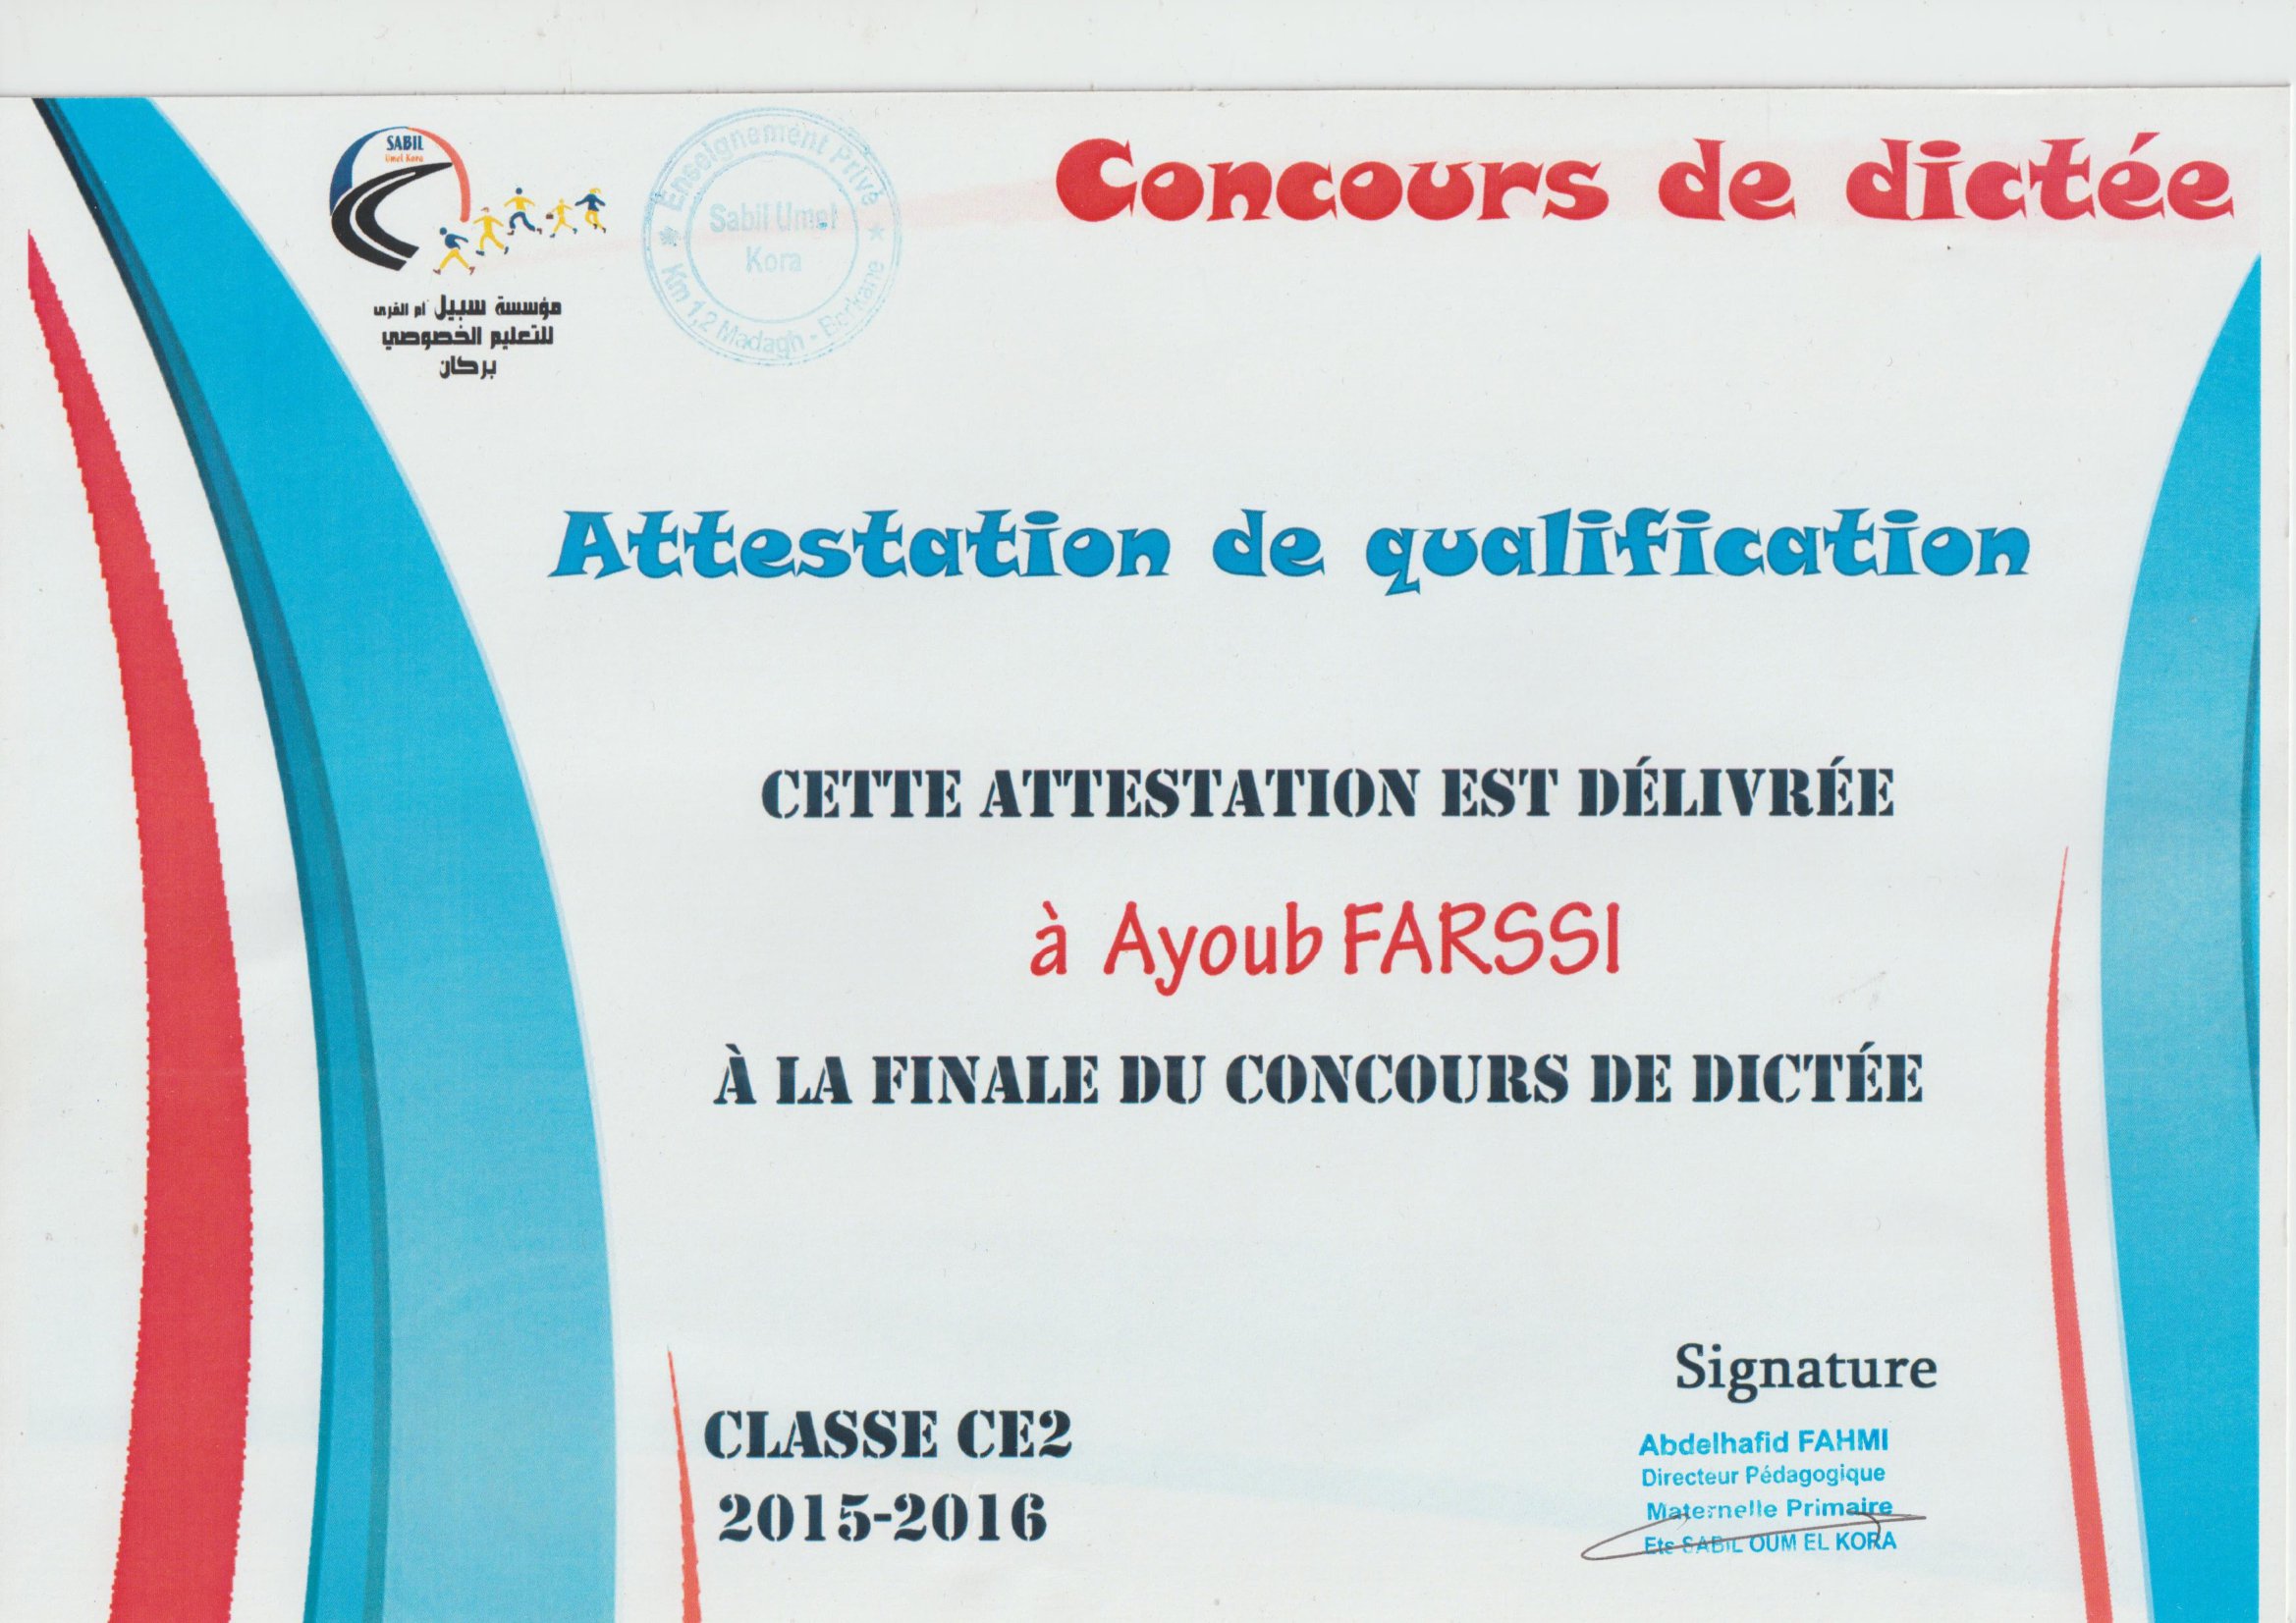 SABIL
Umel Kora
مؤسسة سبيل أم القرى
للتعليم الخصوصي
بركان
Enseignement Privé
Sabil Umel
Kora
Km 1,2 Madagh - Berkane
Concours de dictée
Attestation de qualification
CETTE ATTESTATION EST DÉLIVRÉE
à Ayoub FARSSI
À LA FINALE DU CONCOURS DE DICTÉE
CLASSE CE2
2015-2016
Signature
Abdelhafid FAHMI
Directeur Pédagogique
Maternelle Primaire
Ets SABIL OUM EL KORA